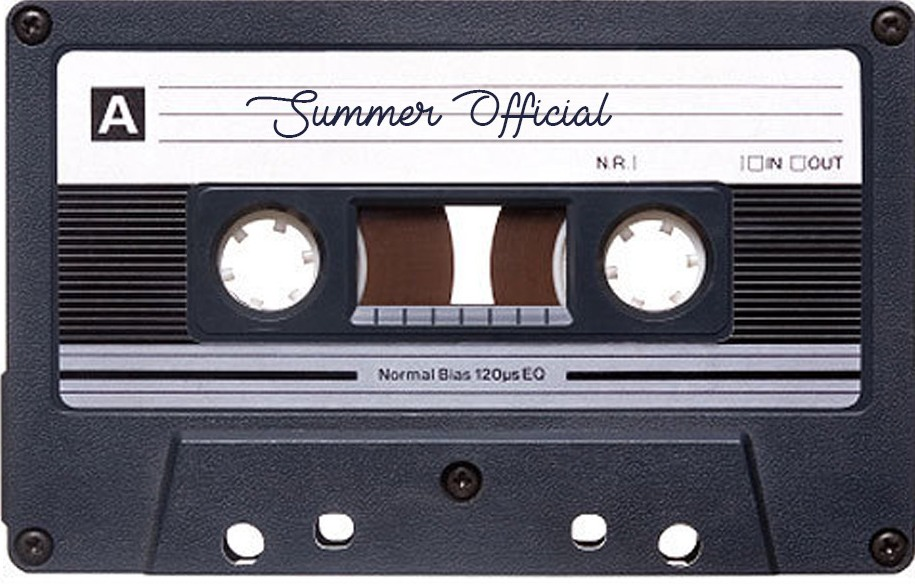 A Summer Official
N.R. IN OUT
Normal Bias 120µs EQ